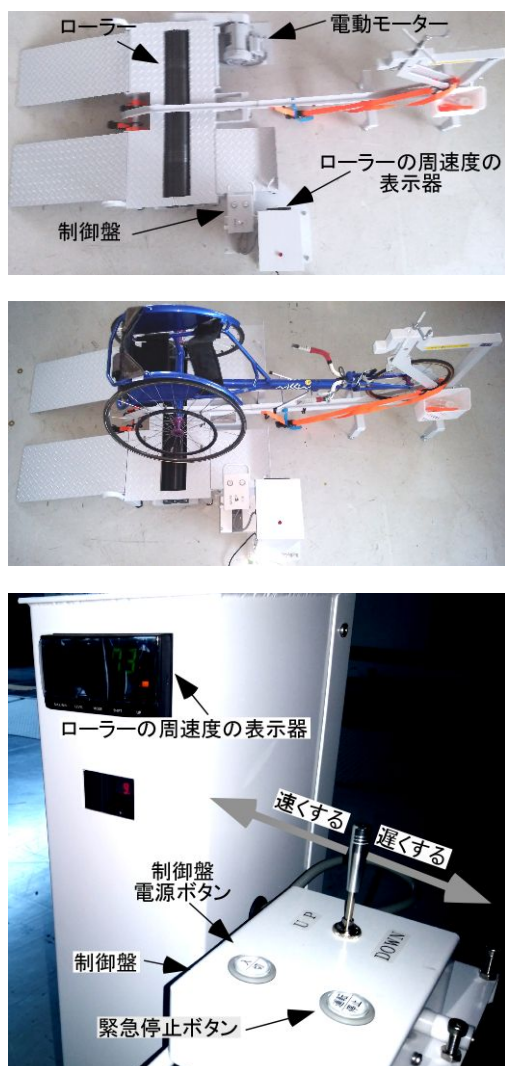 ローラー
電動モーター
ローラーの周速度の
表示器
制御盤
73
ローラーの周速度の表示器
速くする
遅くする
制御盤
電源ボタン
UP
DOWN
制御盤
緊急停止ボタン